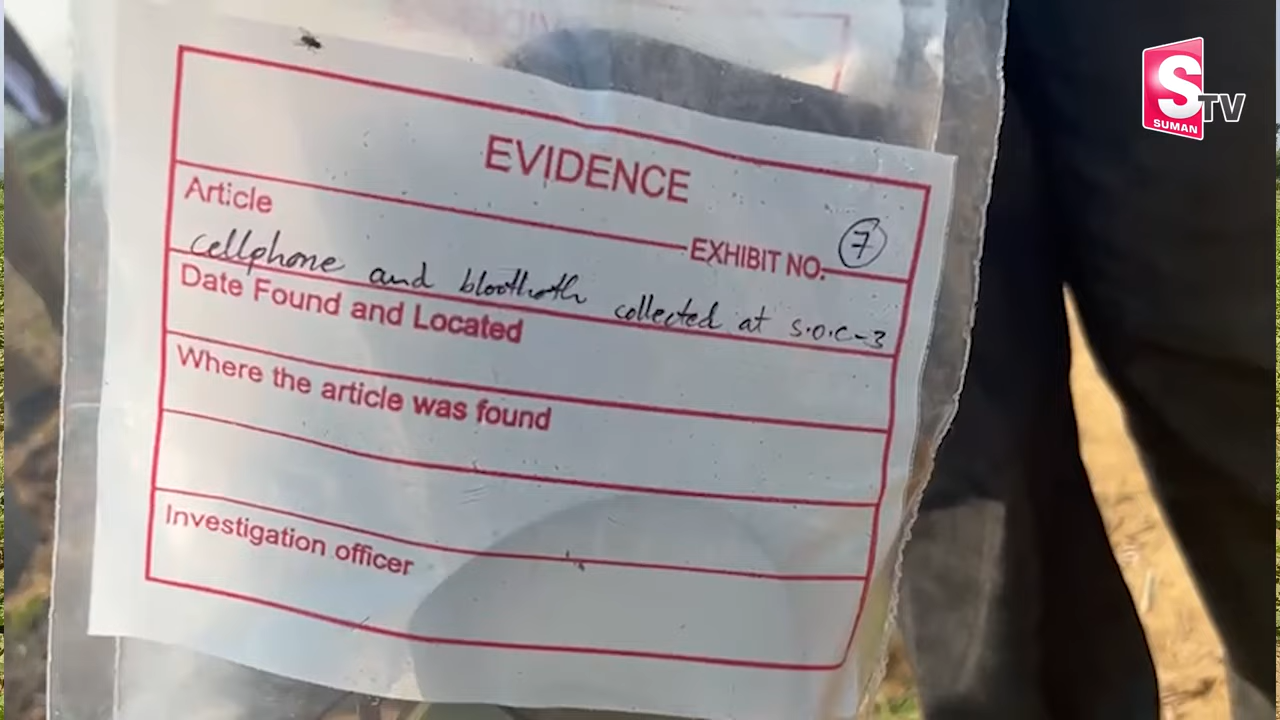 EVIDENCE
Article
EXHIBIT NO. 7
cellphone and bloothoth collected at S.O.C-3
Date Found and Located
Where the article was found
Investigation officer
S TV
SUMAN